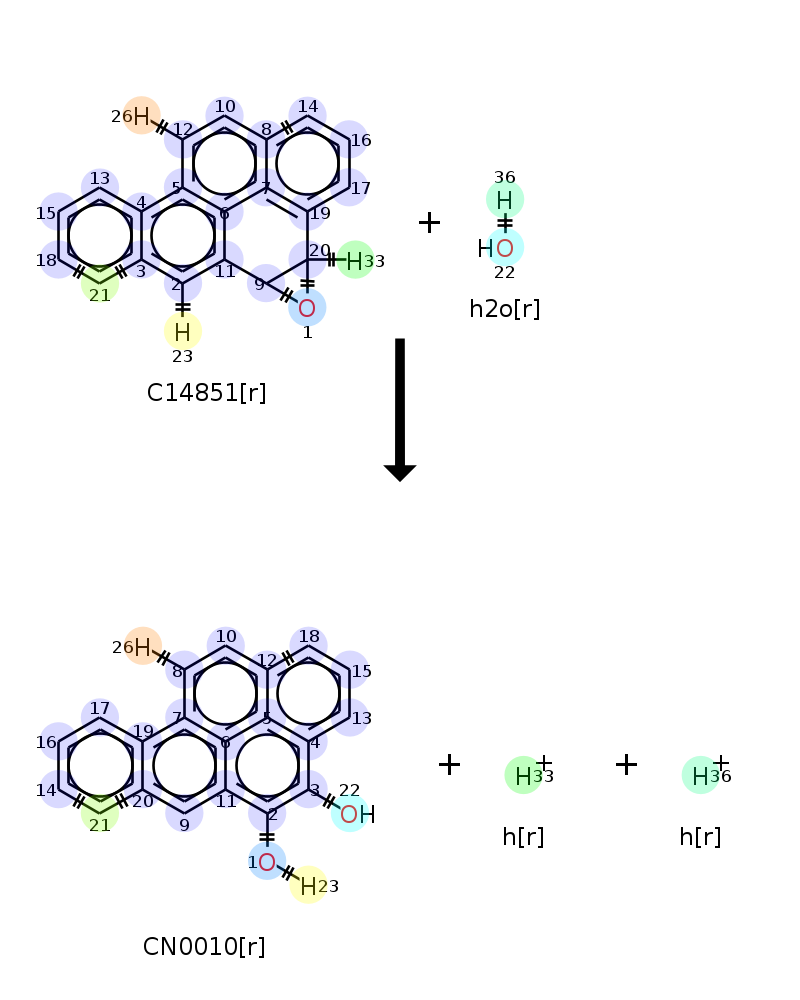 10 14
26H 12 8 16
13 5 7 17 36
H
15 4 6 19 + HO
20 22
18 3 11 H33
21 2 9 O h2o[r]
H 1
23
C14851[r]
10 18
26H 8 12 15
17 7 5 13
16 19 6 4 + H+33 + H+36
14 20 11 3 22
21 9 2 OH h[r] h[r]
1O
H23
CN0010[r]